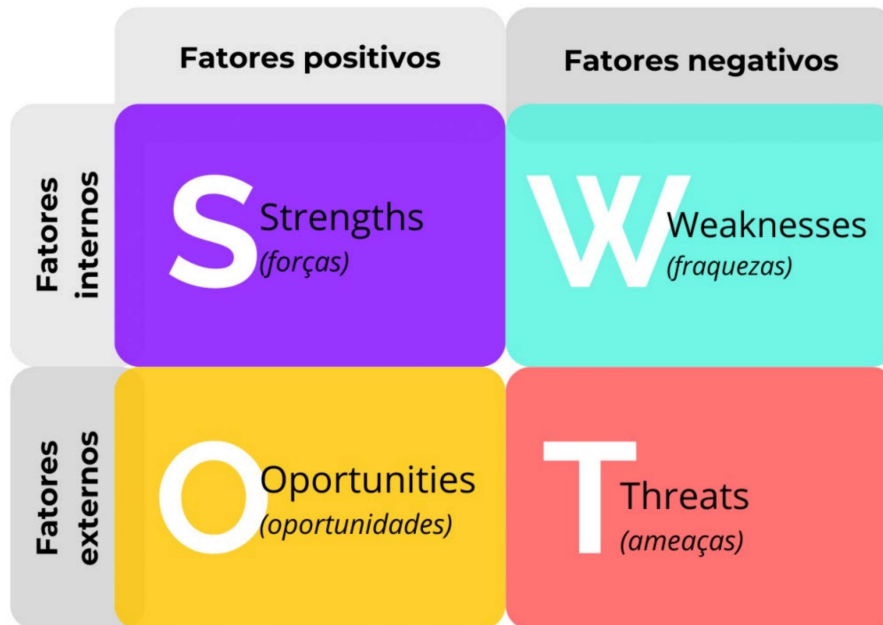 Fatores positivos
Fatores negativos
Fatores
internos
S
Strengths
(forças)
W
Weaknesses
(fraquezas)
Fatores
externos
O
Oportunities
(oportunidades)
T
Threats
(ameaças)